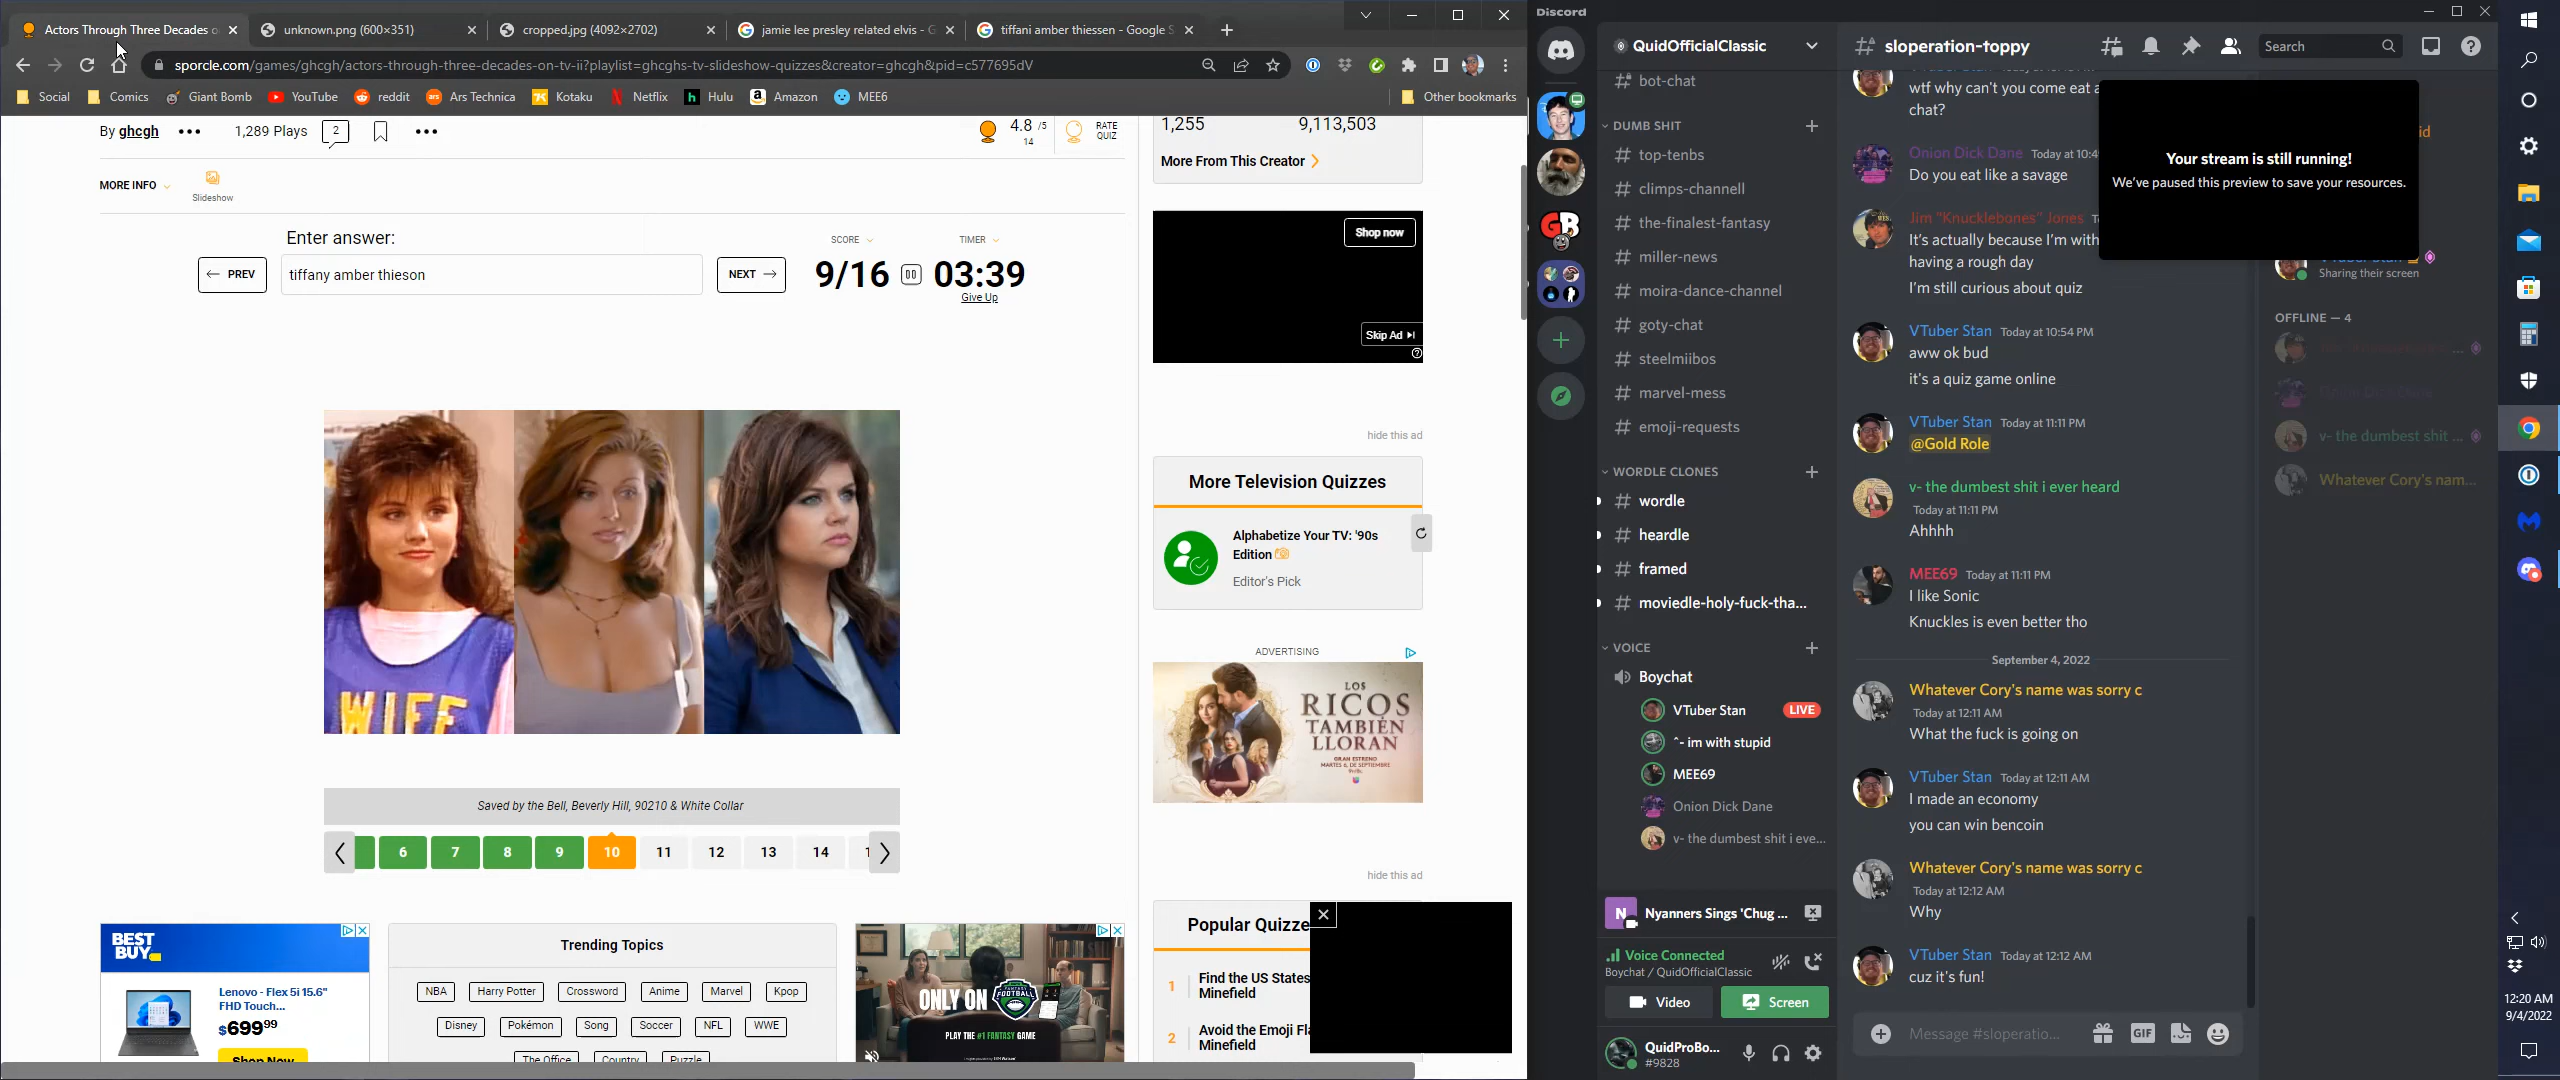 Actors Through Three Decades o
unknown.png (600×351)
cropped.jpg (4092×2702)
jamie lee presley related elvis - G
tiffani amber thiessen - Google S
sporcle.com/games/ghcgh/actors-through-three-decades-on-tv-ii?playlist=ghcghs-tv-slideshow-quizzes&creator=ghcgh&pid=c577695dV
Social
Comics
Giant Bomb
YouTube
reddit
Ars Technica
Kotaku
Netflix
Hulu
Amazon
MEE6
Other bookmarks
By ghcgh
1,289 Plays
2
4.8 /5
14
RATE
QUIZ
MORE INFO
Slideshow
Enter answer:
PREV
tiffany amber thieson
NEXT
SCORE
9/16
TIMER
03:39
Give Up
WIFE
Saved by the Bell, Beverly Hill, 90210 & White Collar
6
7
8
9
10
11
12
13
14
BEST
BUY
Lenovo - Flex 5i 15.6"
FHD Touch...
$699.99
Shop Now
Trending Topics
NBA
Harry Potter
Crossword
Anime
Marvel
Kpop
Disney
Pokémon
Song
Soccer
NFL
WWE
The Office
Country
Puzzle
ONLY ON
FANTASY
FOOTBALL
PLAY THE #1 FANTASY GAME
1,255
9,113,503
More From This Creator
Shop now
Skip Ad
hide this ad
More Television Quizzes
Alphabetize Your TV: '90s
Edition
Editor's Pick
ADVERTISING
LOS
RICOS
TAMBIÉN
LLORAN
GRAN ESTRENO
MARTES 6, DE SEPTIEMBRE
hide this ad
Popular Quizze
1
Find the US States
Minefield
2
Avoid the Emoji Fl
Minefield
Discord
QuidOfficialClassic
bot-chat
DUMB SHIT
top-tenbs
climps-channell
the-finalest-fantasy
miller-news
moira-dance-channel
goty-chat
steelmiibos
marvel-mess
emoji-requests
WORDLE CLONES
wordle
heardle
framed
moviedle-holy-fuck-tha...
VOICE
Boychat
VTuber Stan
LIVE
^- im with stupid
MEE69
Onion Dick Dane
v- the dumbest shit i eve...
N
Nyanners Sings 'Chug ...
Voice Connected
Boychat / QuidOfficialClassic
Video
Screen
QuidProBo...
#9828
GB
sloperation-toppy
Search
wtf why can't you come eat a
chat?
Onion Dick Dane Today at 10:4
Do you eat like a savage
Jim "Knucklebones" Jones
It's actually because I'm with
having a rough day
I'm still curious about quiz
VTuber Stan Today at 10:54 PM
aww ok bud
it's a quiz game online
VTuber Stan Today at 11:11 PM
@Gold Role
v- the dumbest shit i ever heard
Today at 11:11 PM
Ahhhh
MEE69 Today at 11:11 PM
I like Sonic
Knuckles is even better tho
September 4, 2022
Whatever Cory's name was sorry c
Today at 12:11 AM
What the fuck is going on
VTuber Stan Today at 12:11 AM
I made an economy
you can win bencoin
Whatever Cory's name was sorry c
Today at 12:12 AM
Why
VTuber Stan Today at 12:12 AM
cuz it's fun!
Message #sloperatio...
GIF
Your stream is still running!
We've paused this preview to save your resources.
id
Sharing their screen
OFFLINE — 4
v- the dumbest shit ...
Whatever Cory's nam...
12:20 AM
9/4/2022